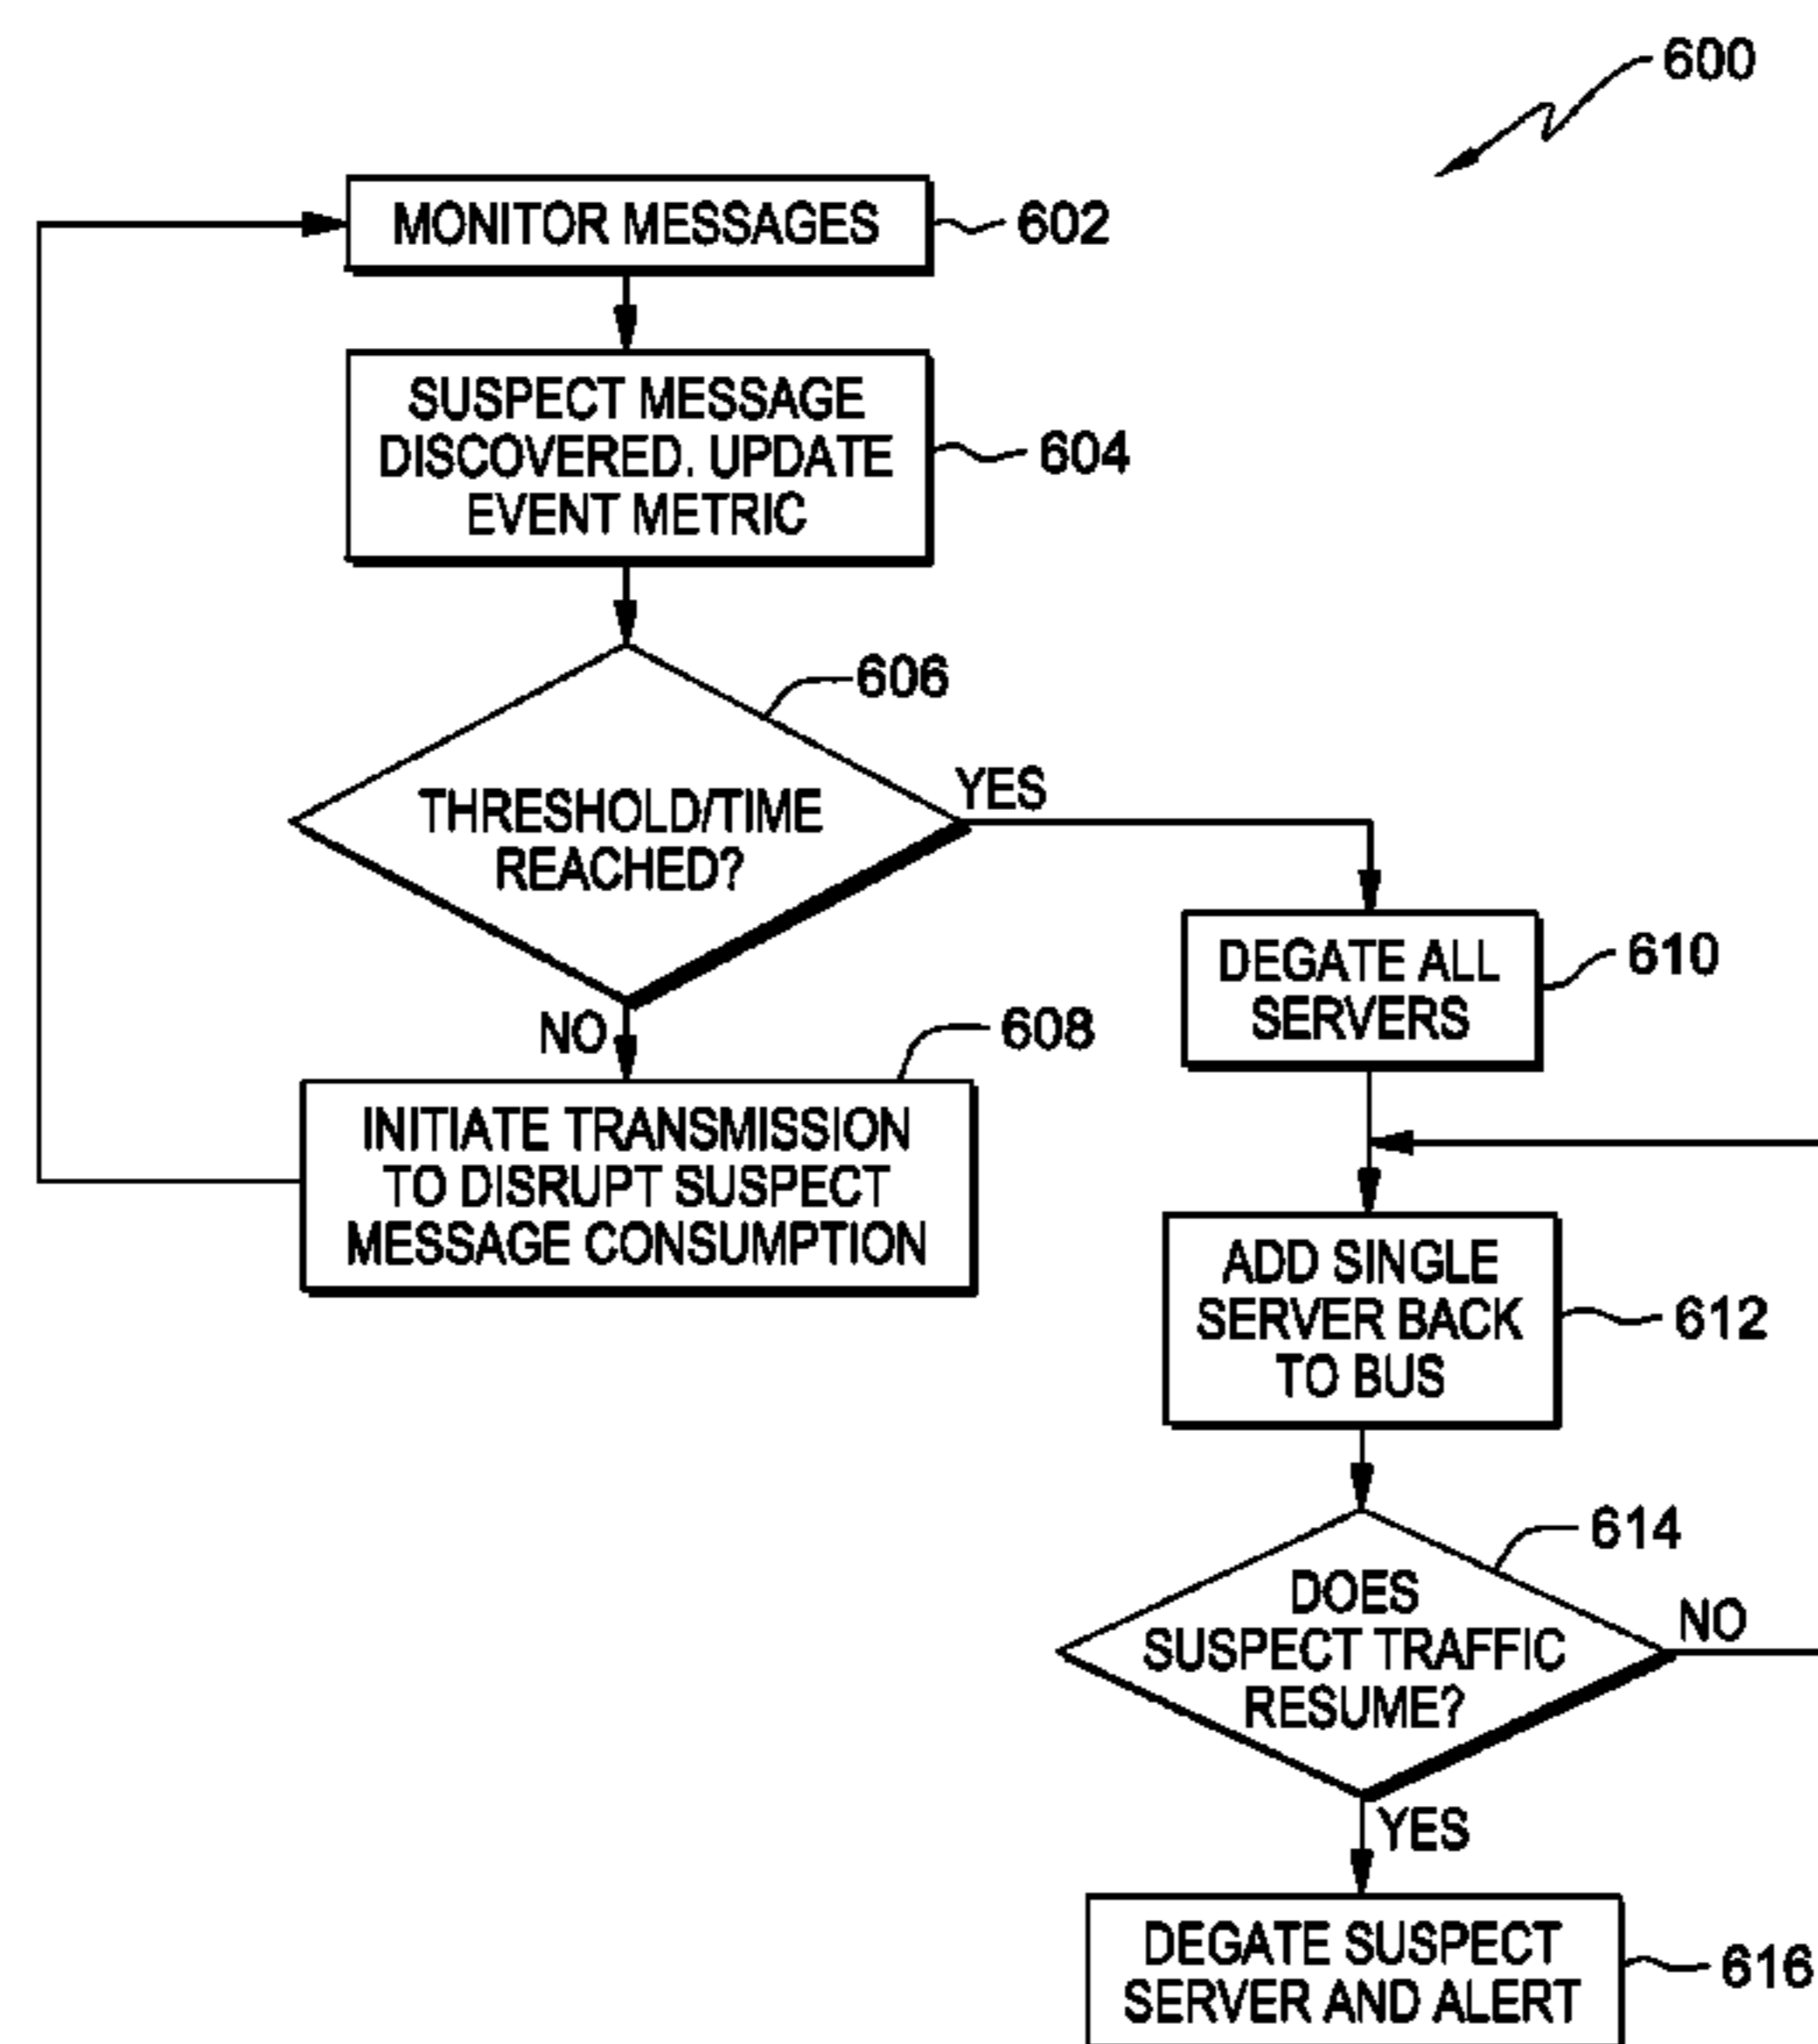 600
MONITOR MESSAGES
602
SUSPECT MESSAGE
DISCOVERED. UPDATE
EVENT METRIC
604
606
THRESHOLD/TIME
REACHED?
YES
NO
608
INITIATE TRANSMISSION
TO DISRUPT SUSPECT
MESSAGE CONSUMPTION
DEGATE ALL
SERVERS
610
ADD SINGLE
SERVER BACK
TO BUS
612
614
DOES
SUSPECT TRAFFIC
RESUME?
NO
YES
DEGATE SUSPECT
SERVER AND ALERT
616